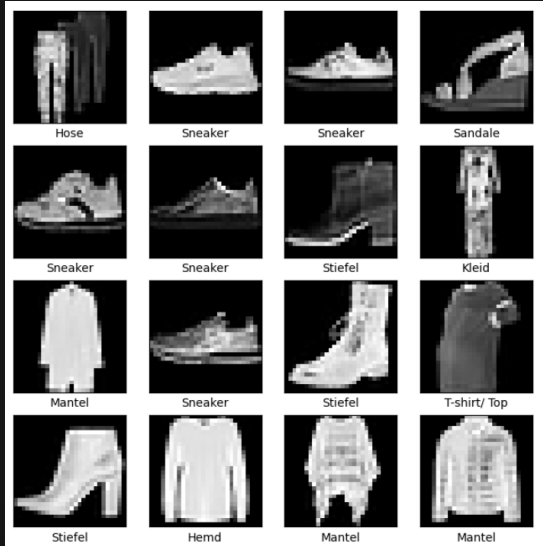 Hose
Sneaker
Sneaker
Sandale
Sneaker
Sneaker
Stiefel
Kleid
Mantel
Sneaker
Stiefel
T-shirt/ Top
Stiefel
Hemd
Mantel
Mantel